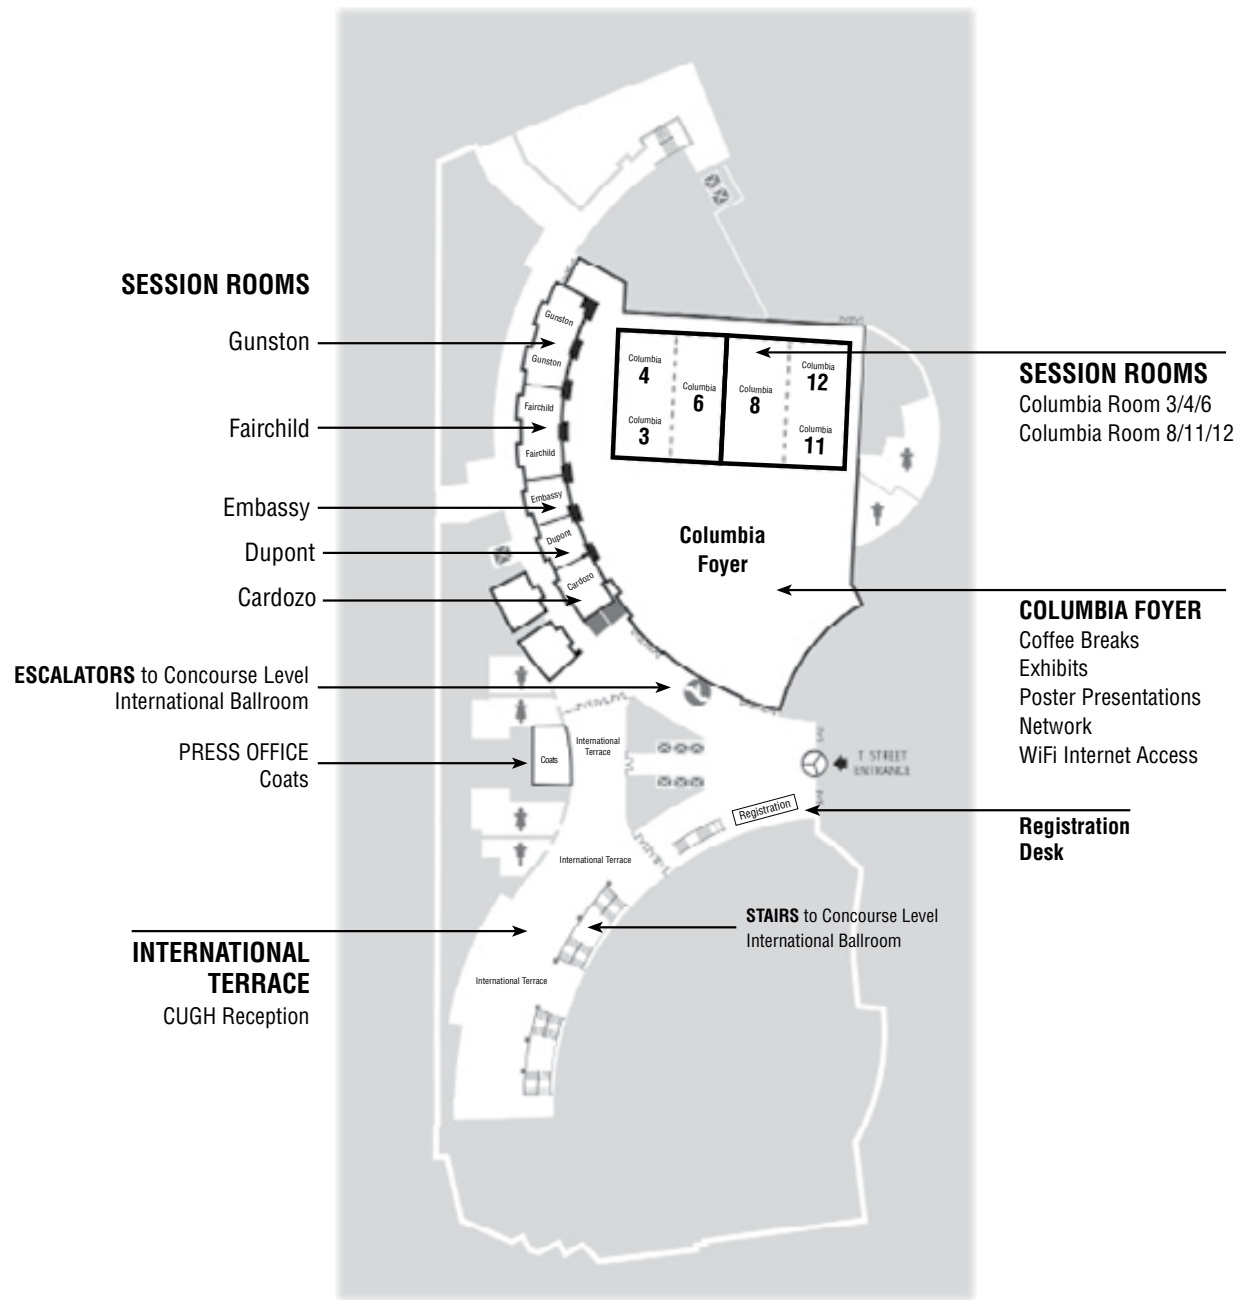 SESSION ROOMS
Gunston
Fairchild
Embassy
Dupont
Cardozo
ESCALATORS to Concourse Level
International Ballroom
PRESS OFFICE
Coats
INTERNATIONAL
TERRACE
CUGH Reception
Gunston
Gunston
Fairchild
Fairchild
Embassy
Dupont
Cardozo
Columbia
4
Columbia
3
Columbia
6
Columbia
8
Columbia
12
Columbia
11
Columbia
Foyer
International
Terrace
Coats
T STREET
ENTRANCE
Registration
International Terrace
STAIRS to Concourse Level
International Ballroom
International Terrace
SESSION ROOMS
Columbia Room 3/4/6
Columbia Room 8/11/12
COLUMBIA FOYER
Coffee Breaks
Exhibits
Poster Presentations
Network
WiFi Internet Access
Registration
Desk